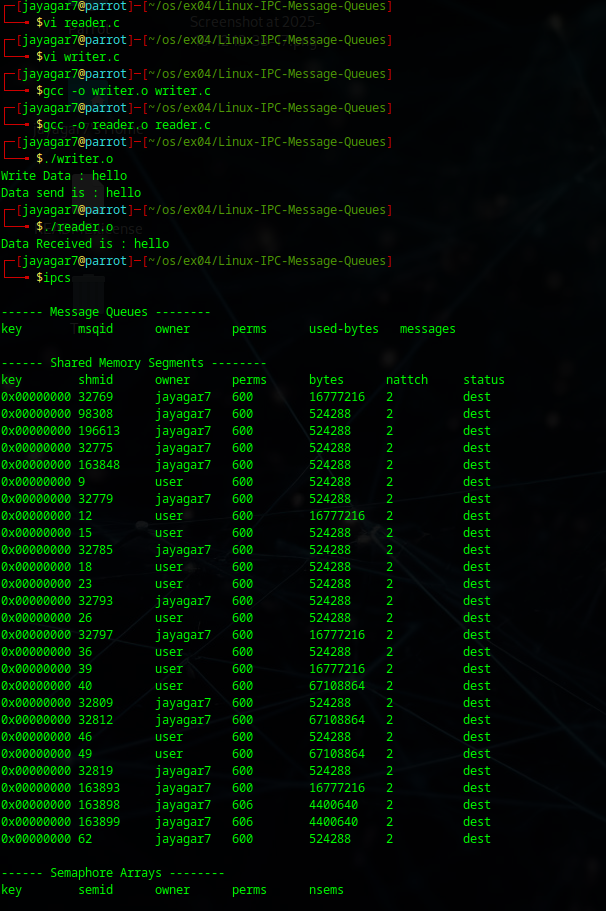 ┌─[jayagar7@parrot]─[~/os/ex04/Linux-IPC-Message-Queues]
└──╼ $vi reader.c
┌─[jayagar7@parrot]─[~/os/ex04/Linux-IPC-Message-Queues]
└──╼ $vi writer.c
┌─[jayagar7@parrot]─[~/os/ex04/Linux-IPC-Message-Queues]
└──╼ $gcc -o writer.o writer.c
┌─[jayagar7@parrot]─[~/os/ex04/Linux-IPC-Message-Queues]
└──╼ $gcc -o reader.o reader.c
┌─[jayagar7@parrot]─[~/os/ex04/Linux-IPC-Message-Queues]
└──╼ $./writer.o
Write Data : hello
Data send is : hello
┌─[jayagar7@parrot]─[~/os/ex04/Linux-IPC-Message-Queues]
└──╼ $./reader.o
Data Received is : hello
┌─[jayagar7@parrot]─[~/os/ex04/Linux-IPC-Message-Queues]
└──╼ $ipcs

------ Message Queues --------
key        msqid      owner      perms      used-bytes   messages

------ Shared Memory Segments --------
key        shmid      owner      perms      bytes      nattch     status
0x00000000 32769      jayagar7   600        16777216   2          dest
0x00000000 98308      jayagar7   600        524288     2          dest
0x00000000 196613     jayagar7   600        524288     2          dest
0x00000000 32775      jayagar7   600        524288     2          dest
0x00000000 163848     jayagar7   600        524288     2          dest
0x00000000 9          user       600        524288     2          dest
0x00000000 32779      jayagar7   600        524288     2          dest
0x00000000 12         user       600        16777216   2          dest
0x00000000 15         user       600        524288     2          dest
0x00000000 32785      jayagar7   600        524288     2          dest
0x00000000 18         user       600        524288     2          dest
0x00000000 23         user       600        524288     2          dest
0x00000000 32793      jayagar7   600        524288     2          dest
0x00000000 26         user       600        524288     2          dest
0x00000000 32797      jayagar7   600        16777216   2          dest
0x00000000 36         user       600        524288     2          dest
0x00000000 39         user       600        16777216   2          dest
0x00000000 40         user       600        67108864   2          dest
0x00000000 32809      jayagar7   600        524288     2          dest
0x00000000 32812      jayagar7   600        67108864   2          dest
0x00000000 46         user       600        524288     2          dest
0x00000000 49         user       600        67108864   2          dest
0x00000000 32819      jayagar7   600        524288     2          dest
0x00000000 163893     jayagar7   600        16777216   2          dest
0x00000000 163898     jayagar7   606        4400640    2          dest
0x00000000 163899     jayagar7   606        4400640    2          dest
0x00000000 62         jayagar7   600        524288     2          dest

------ Semaphore Arrays --------
key        semid      owner      perms      nsems